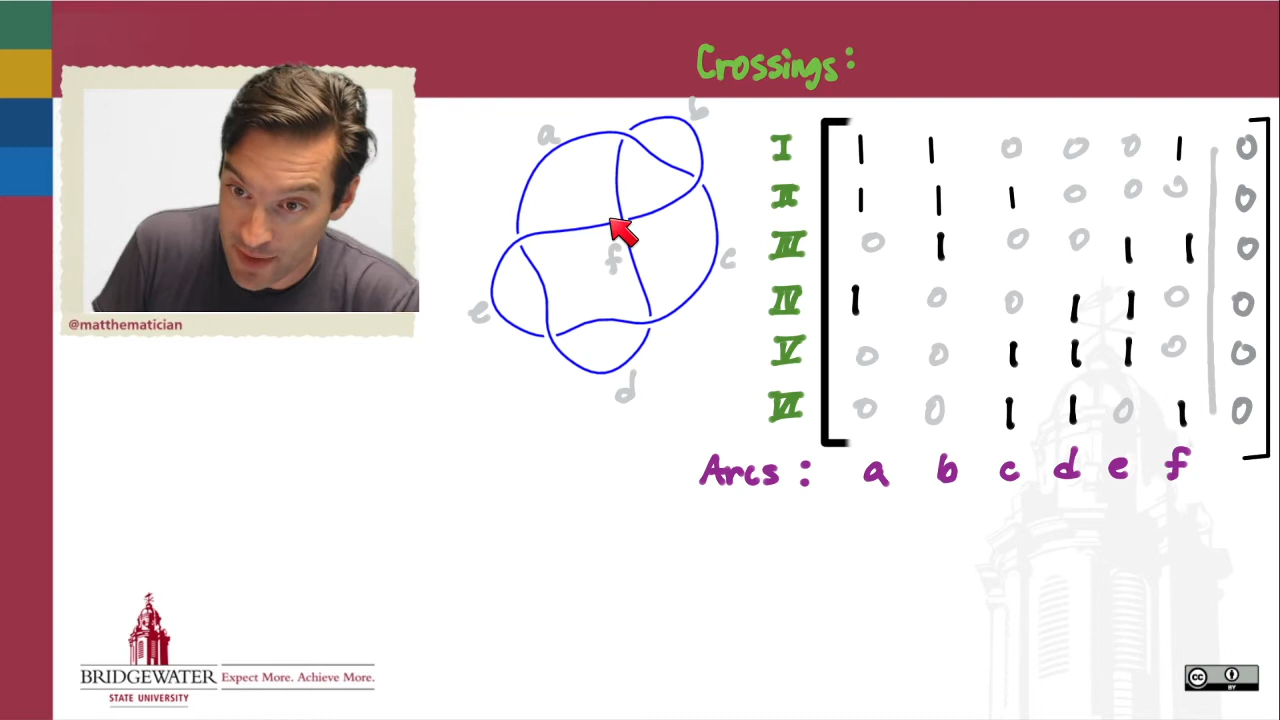 Crossings:
a
b
c
d
e
f
I 1 1 0 0 0 1 0
II 1 1 1 0 0 0 0
III 0 1 0 0 1 1 0
IV 1 0 0 1 1 0 0
V 0 0 1 1 1 0 0
VI 0 0 1 1 0 1 0
Arcs: a b c d e f
@matthematician
BRIDGEWATER
STATE UNIVERSITY
Expect More. Achieve More.
cc
BY